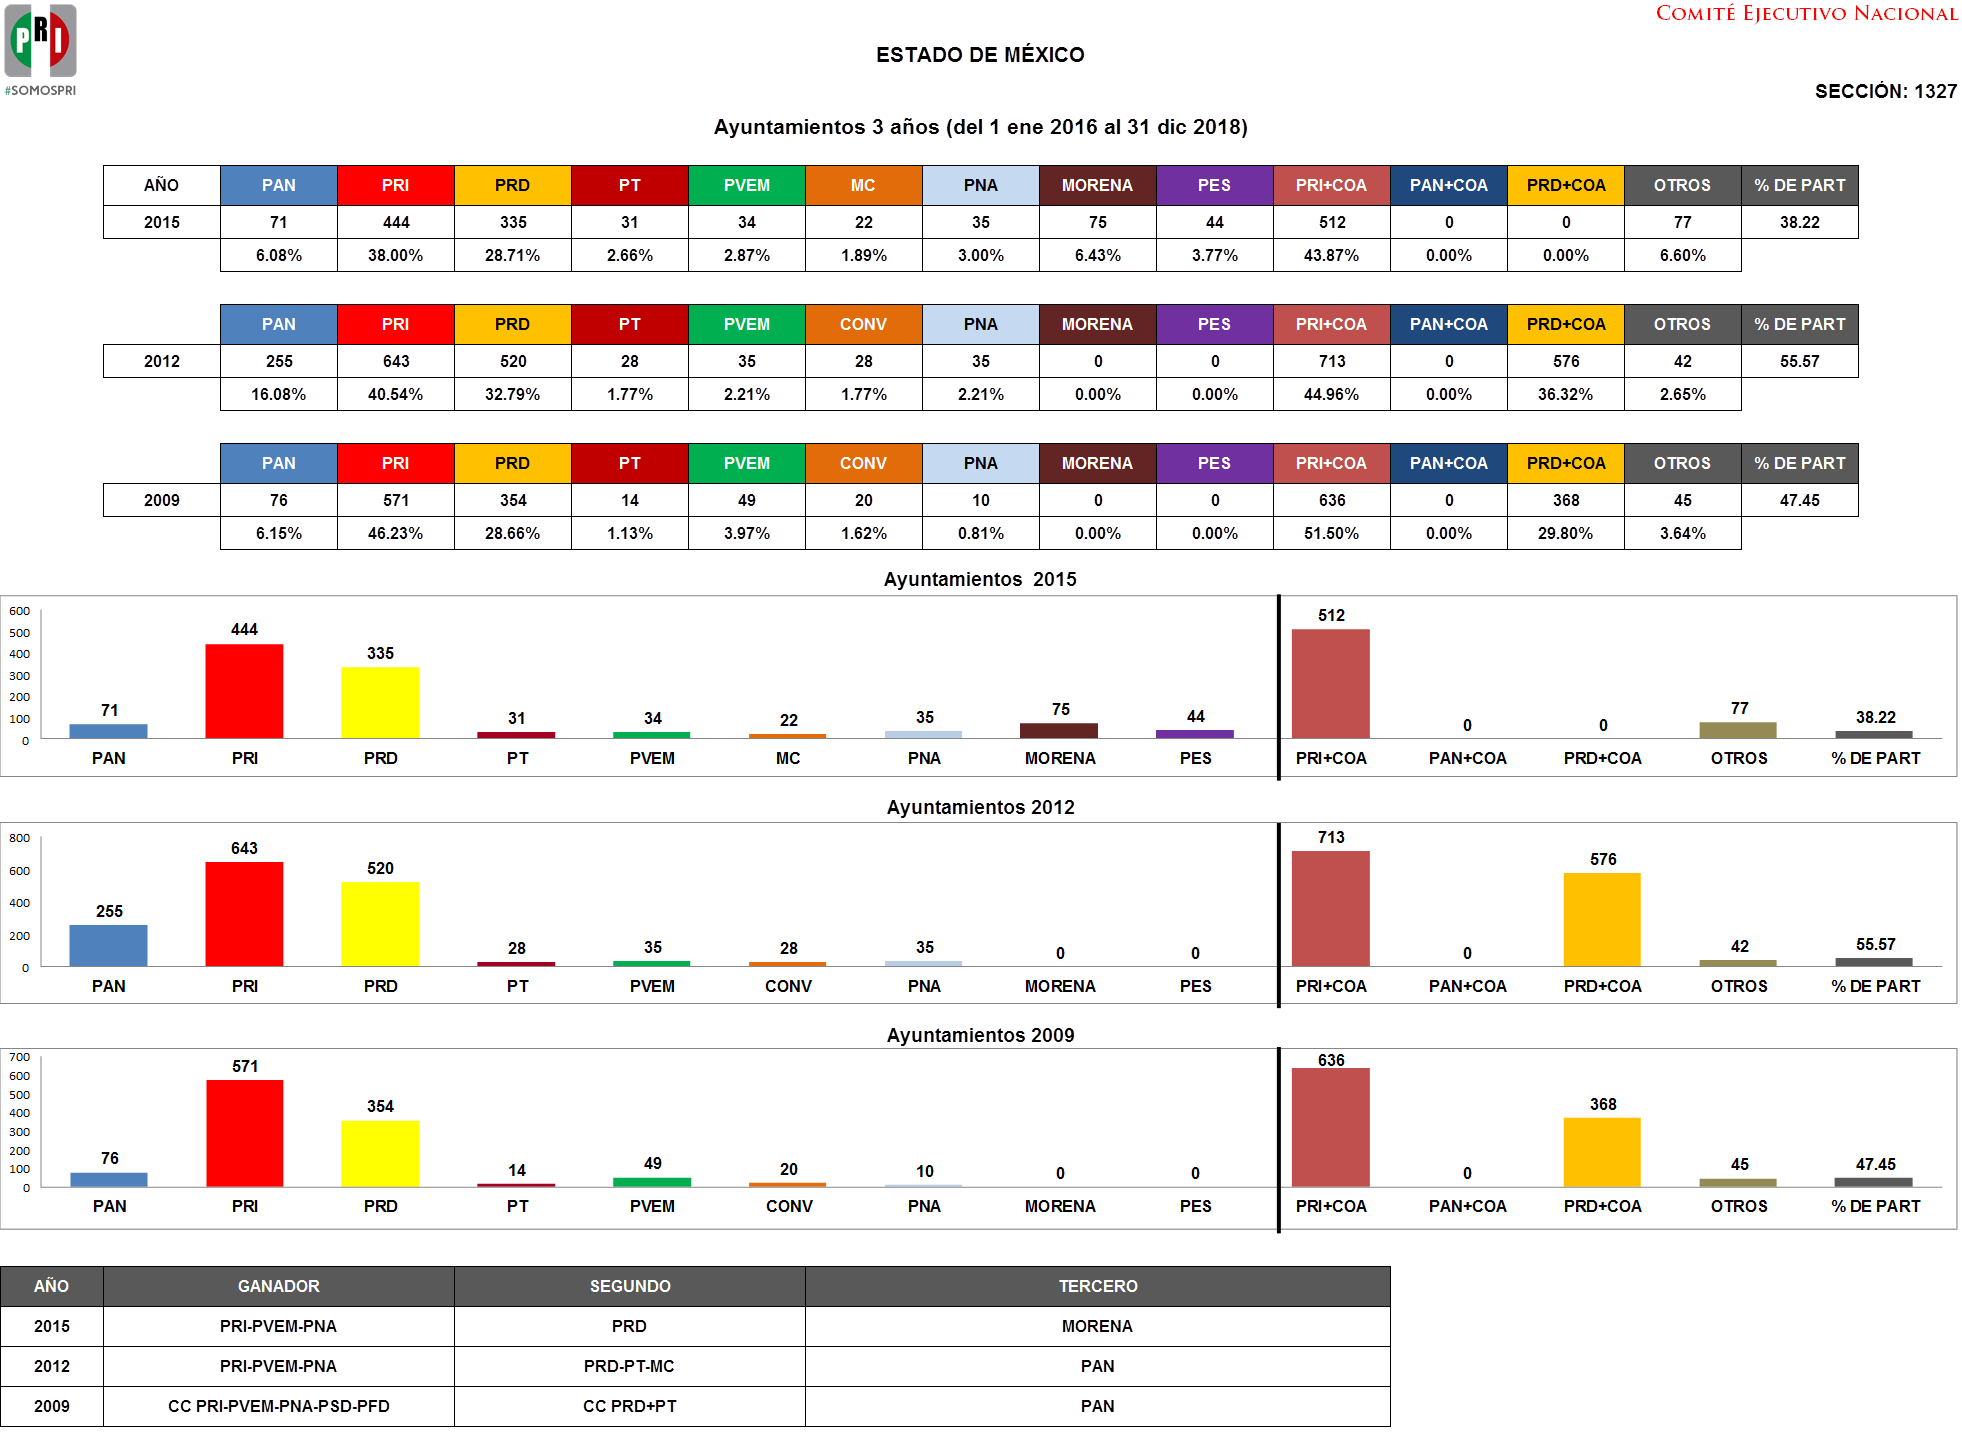 PRI
#SOMOSPRI
COMITÉ EJECUTIVO NACIONAL
ESTADO DE MÉXICO
SECCIÓN: 1327
Ayuntamientos 3 años (del 1 ene 2016 al 31 dic 2018)
AÑO PAN PRI PRD PT PVEM MC PNA MORENA PES PRI+COA PAN+COA PRD+COA OTROS % DE PART
2015 71 444 335 31 34 22 35 75 44 512 0 0 77 38.22
6.08% 38.00% 28.71% 2.66% 2.87% 1.89% 3.00% 6.43% 3.77% 43.87% 0.00% 0.00% 6.60%
PAN PRI PRD PT PVEM CONV PNA MORENA PES PRI+COA PAN+COA PRD+COA OTROS % DE PART
2012 255 643 520 28 35 28 35 0 0 713 0 576 42 55.57
16.08% 40.54% 32.79% 1.77% 2.21% 1.77% 2.21% 0.00% 0.00% 44.96% 0.00% 36.32% 2.65%
PAN PRI PRD PT PVEM CONV PNA MORENA PES PRI+COA PAN+COA PRD+COA OTROS % DE PART
2009 76 571 354 14 49 20 10 0 0 636 0 368 45 47.45
6.15% 46.23% 28.66% 1.13% 3.97% 1.62% 0.81% 0.00% 0.00% 51.50% 0.00% 29.80% 3.64%
Ayuntamientos 2015
600
500
400
300
200
100
0
71 444 335 31 34 22 35 75 44 512 0 0 77 38.22
PAN PRI PRD PT PVEM MC PNA MORENA PES PRI+COA PAN+COA PRD+COA OTROS % DE PART
Ayuntamientos 2012
800
600
400
200
0
255 643 520 28 35 28 35 0 0 713 0 576 42 55.57
PAN PRI PRD PT PVEM CONV PNA MORENA PES PRI+COA PAN+COA PRD+COA OTROS % DE PART
Ayuntamientos 2009
700
600
500
400
300
200
100
0
76 571 354 14 49 20 10 0 0 636 0 368 45 47.45
PAN PRI PRD PT PVEM CONV PNA MORENA PES PRI+COA PAN+COA PRD+COA OTROS % DE PART
AÑO GANADOR SEGUNDO TERCERO
2015 PRI-PVEM-PNA PRD MORENA
2012 PRI-PVEM-PNA PRD-PT-MC PAN
2009 CC PRI-PVEM-PNA-PSD-PFD CC PRD+PT PAN